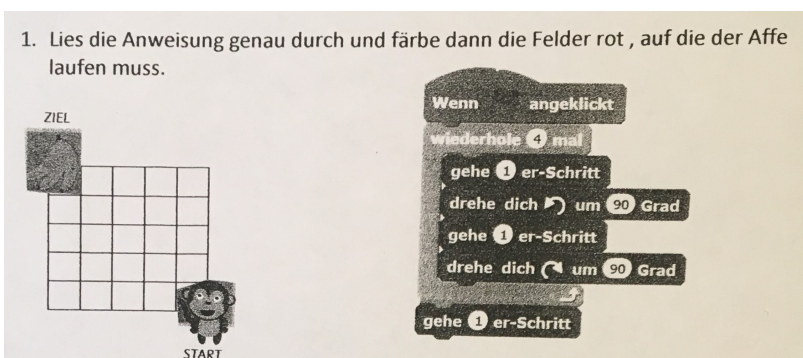 1. Lies die Anweisung genau durch und färbe dann die Felder rot , auf die der Affe
laufen muss.
ZIEL
START
Wenn angeklickt
wiederhole 4 mal
gehe 1 er-Schritt
drehe dich um 90 Grad
gehe 1 er-Schritt
drehe dich um 90 Grad
gehe 1 er-Schritt